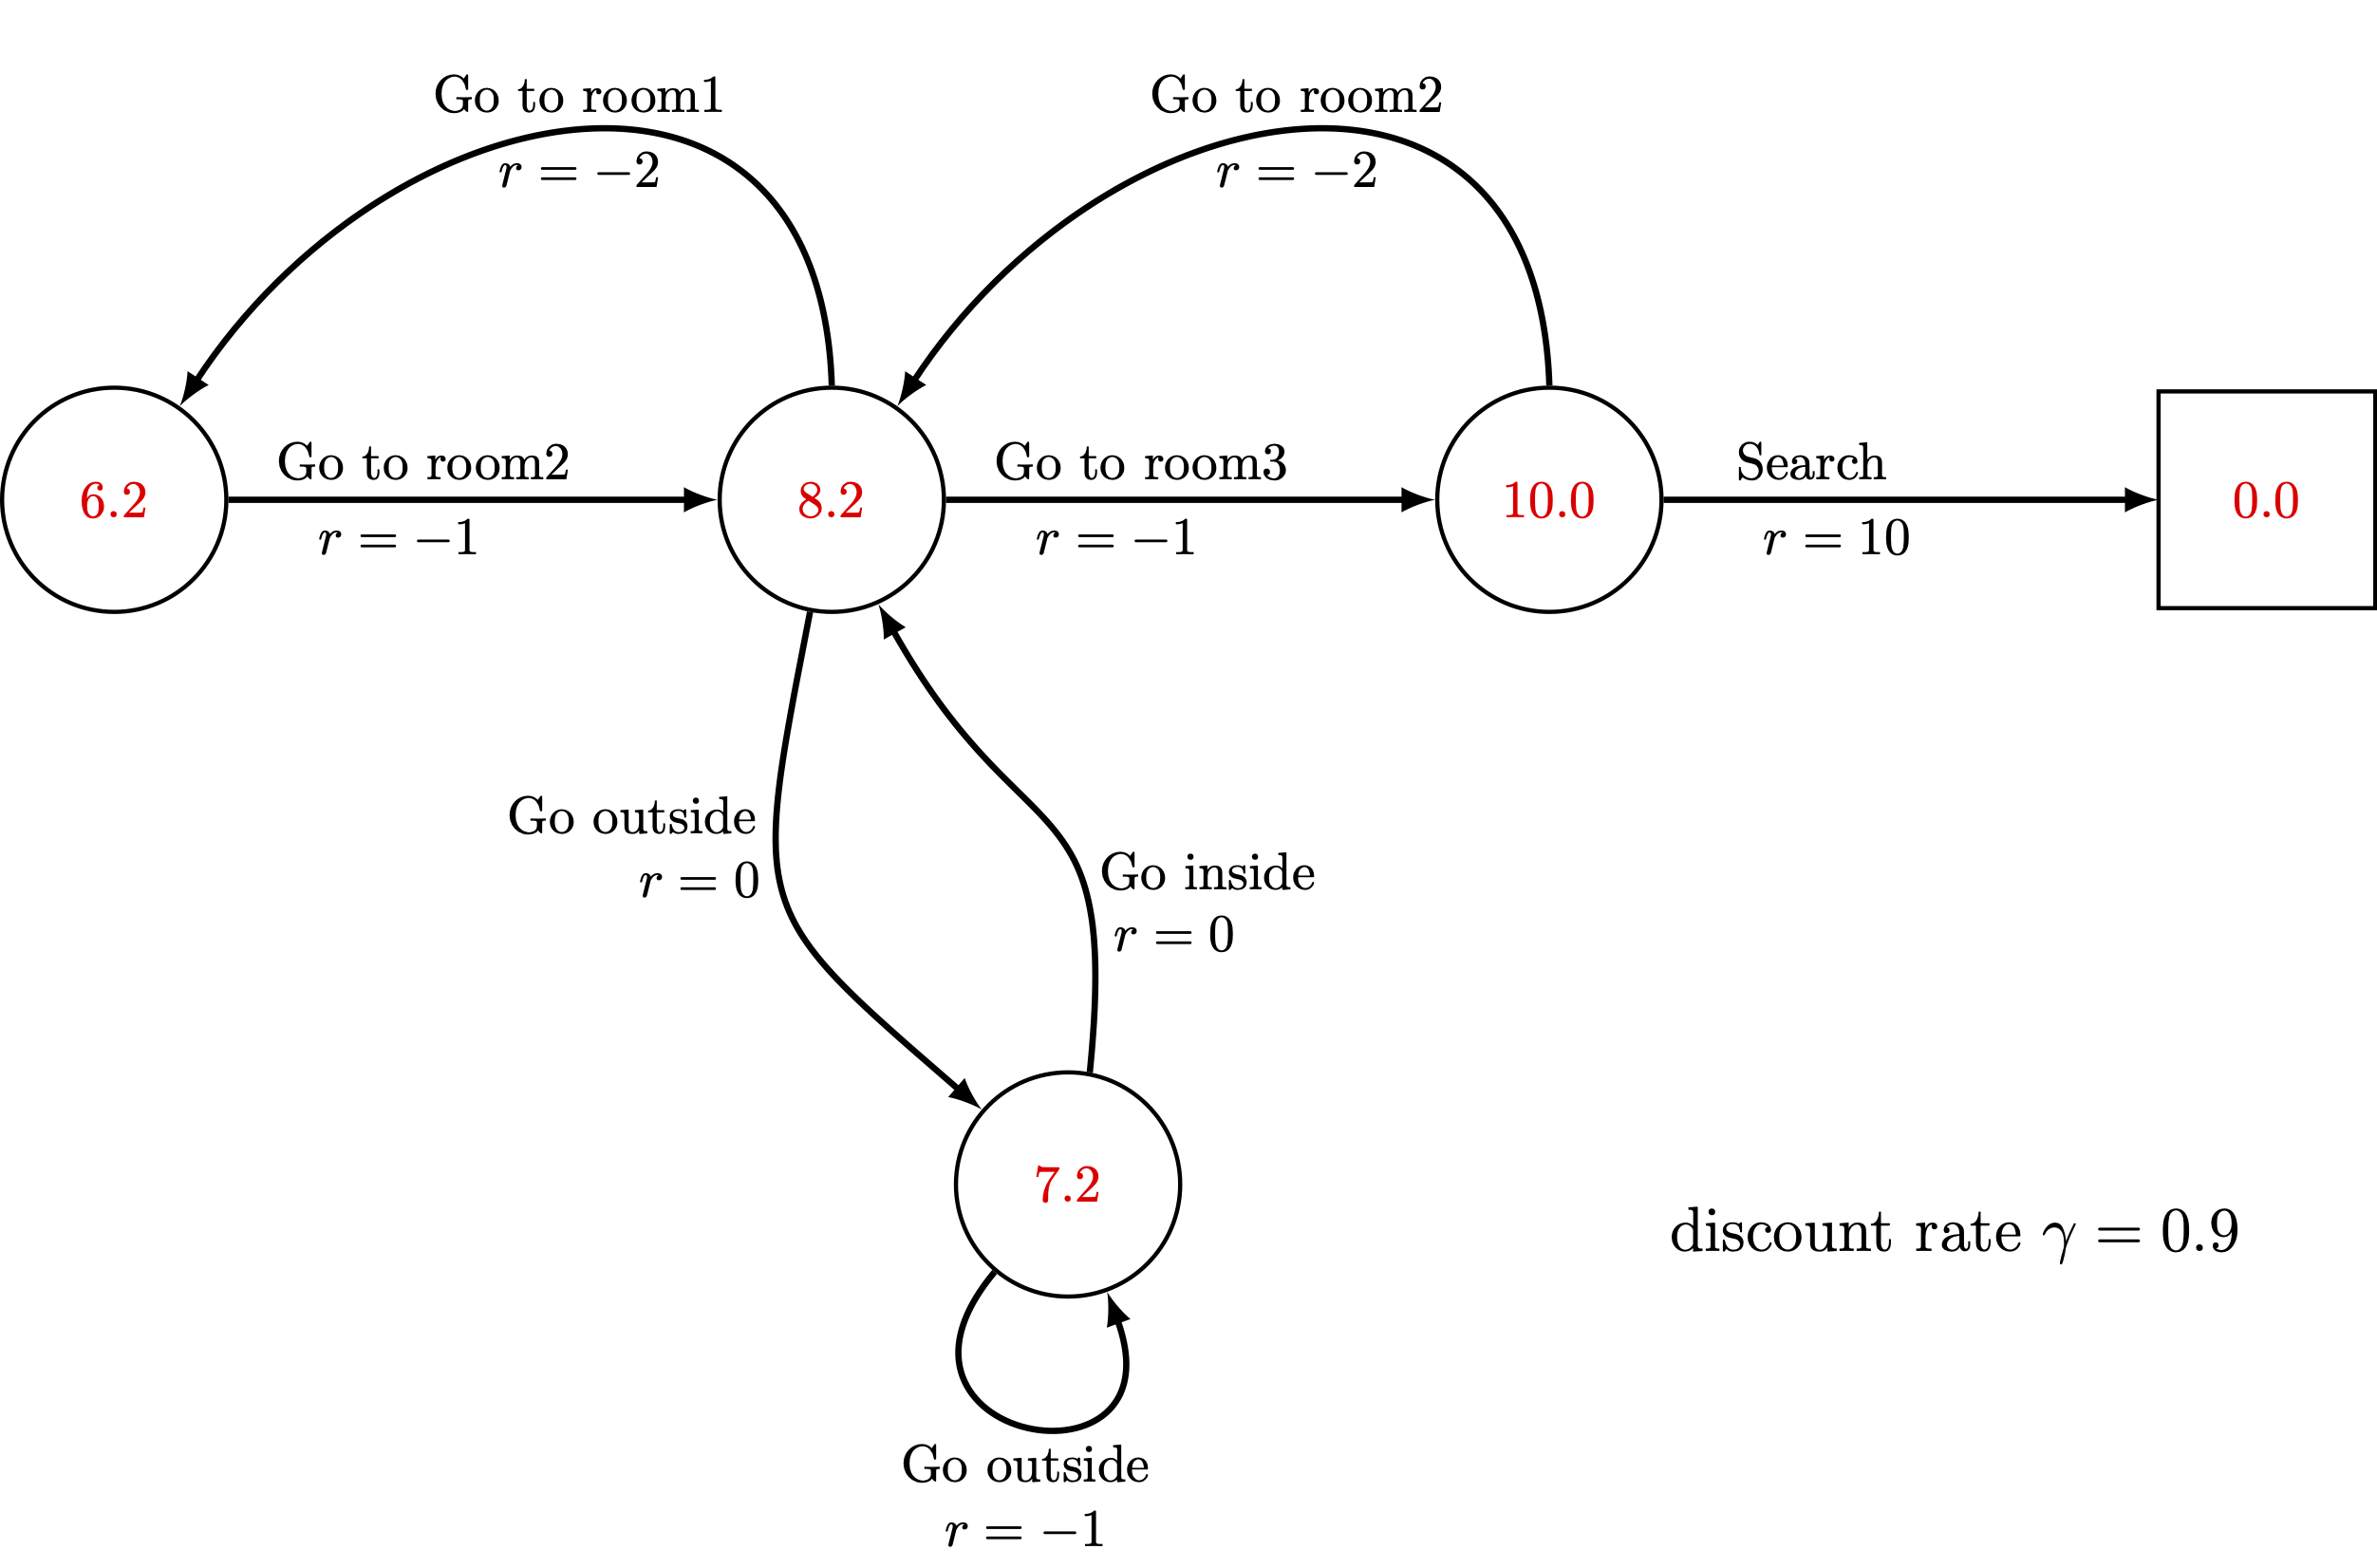 Go to room1
r = −2
Go to room2
r = −2
6.2
Go to room2
r = −1
8.2
Go to room3
r = −1
10.0
Search
r = 10
0.0
Go outside
r = 0
Go inside
r = 0
7.2
discount rate γ = 0.9
Go outside
r = −1